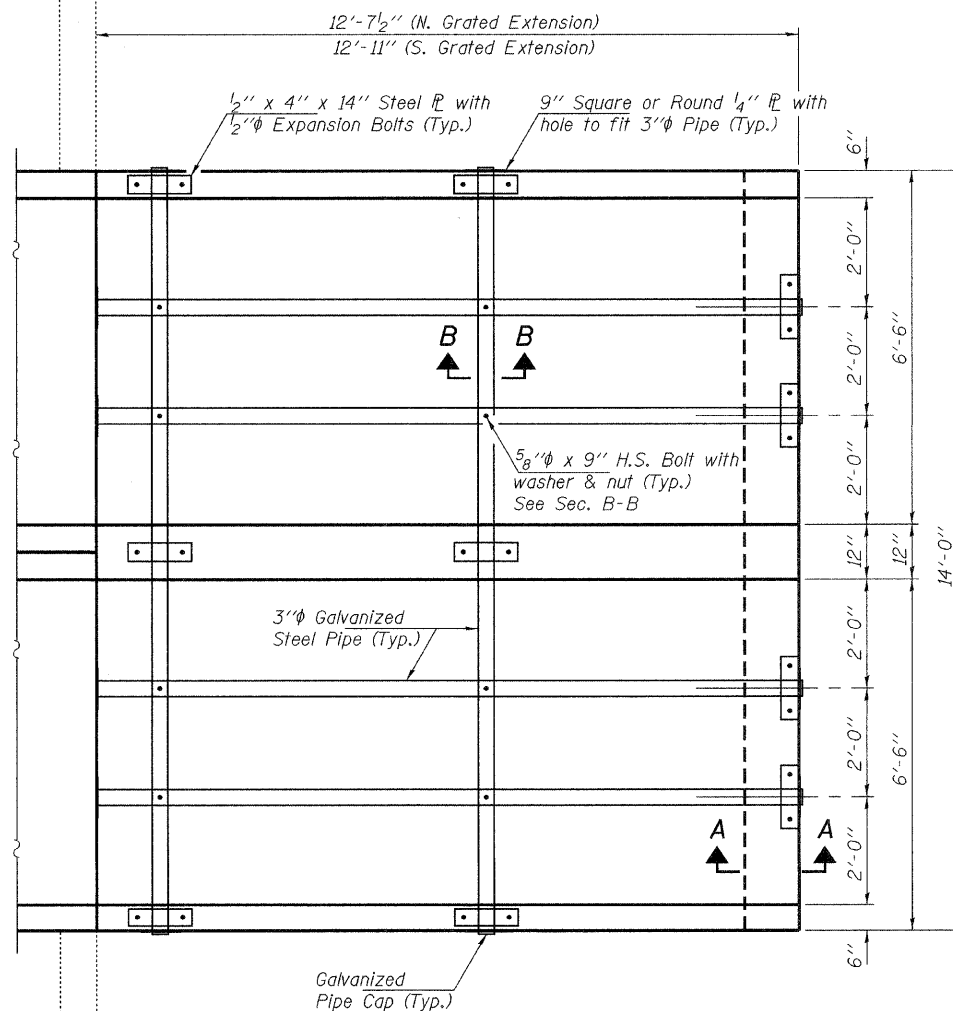 12'-7 1/2" (N. Grated Extension)
12'-11" (S. Grated Extension)
1/2" x 4" x 14" Steel ℄ with
1/2"ϕ Expansion Bolts (Typ.)
9" Square or Round 1/4" ℄ with
hole to fit 3"ϕ Pipe (Typ.)
6"
2'-0"
2'-0"
2'-0"
6'-6"
B B
5/8"ϕ x 9" H.S. Bolt with
washer & nut (Typ.)
See Sec. B-B
12"
12"
14'-0"
3"ϕ Galvanized
Steel Pipe (Typ.)
2'-0"
2'-0"
2'-0"
6'-6"
A A
6"
Galvanized
Pipe Cap (Typ.)